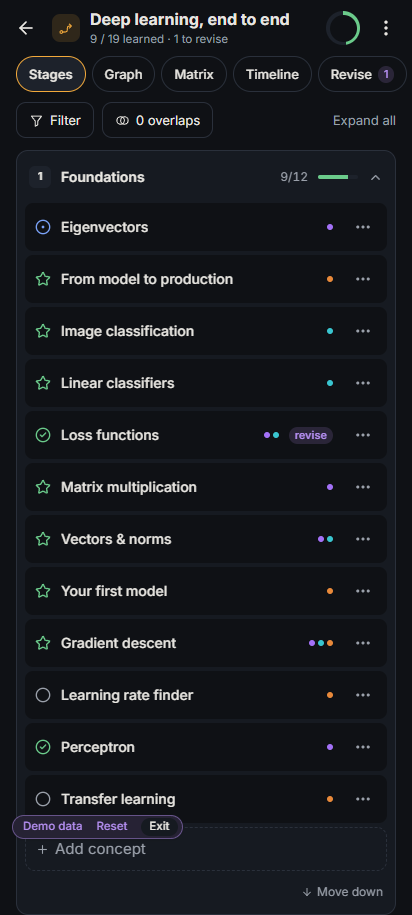 Deep learning, end to end
9 / 19 learned · 1 to revise
Stages Graph Matrix Timeline Revise 1
Filter 0 overlaps Expand all
1 Foundations 9/12
Eigenvectors
From model to production
Image classification
Linear classifiers
Loss functions revise
Matrix multiplication
Vectors & norms
Your first model
Gradient descent
Learning rate finder
Perceptron
Transfer learning
Demo data Reset Exit
+ Add concept
↓ Move down